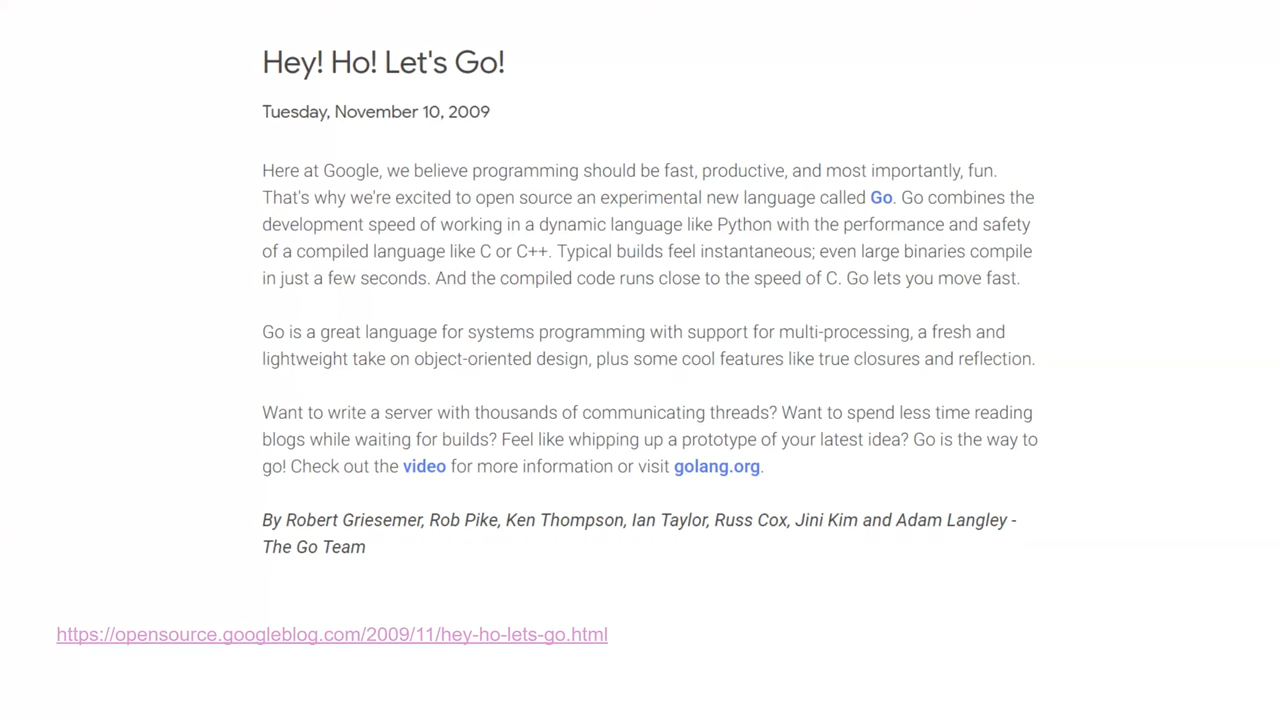 Hey! Ho! Let's Go!
Tuesday, November 10, 2009
Here at Google, we believe programming should be fast, productive, and most importantly, fun.
That's why we're excited to open source an experimental new language called Go. Go combines the
development speed of working in a dynamic language like Python with the performance and safety
of a compiled language like C or C++. Typical builds feel instantaneous; even large binaries compile
in just a few seconds. And the compiled code runs close to the speed of C. Go lets you move fast.
Go is a great language for systems programming with support for multi-processing, a fresh and
lightweight take on object-oriented design, plus some cool features like true closures and reflection.
Want to write a server with thousands of communicating threads? Want to spend less time reading
blogs while waiting for builds? Feel like whipping up a prototype of your latest idea? Go is the way to
go! Check out the video for more information or visit golang.org.
By Robert Griesemer, Rob Pike, Ken Thompson, Ian Taylor, Russ Cox, Jini Kim and Adam Langley -
The Go Team
https://opensource.googleblog.com/2009/11/hey-ho-lets-go.html